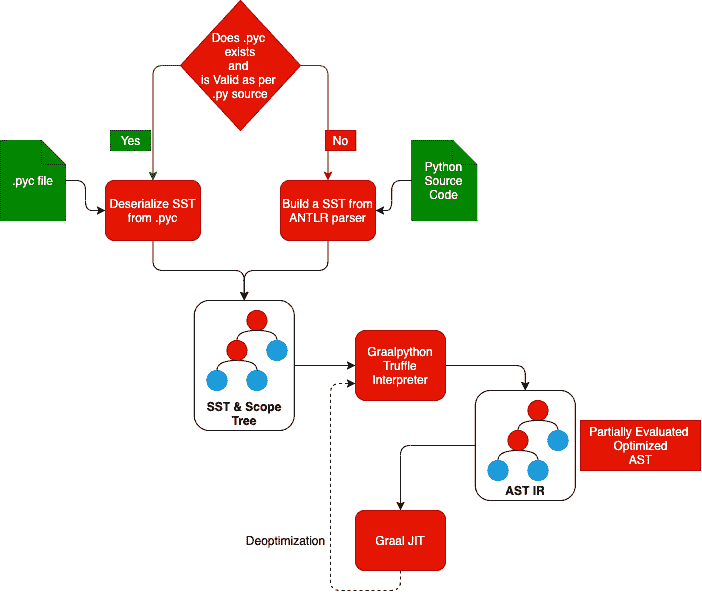 Does .pyc
exists
and
is Valid as per
.py source
Yes
No
.pyc file
Deserialize SST
from .pyc
Build a SST from
ANTLR parser
Python
Source
Code
SST & Scope
Tree
Graalpython
Truffle
Interpreter
AST IR
Partially Evaluated
Optimized
AST
Deoptimization
Graal JIT